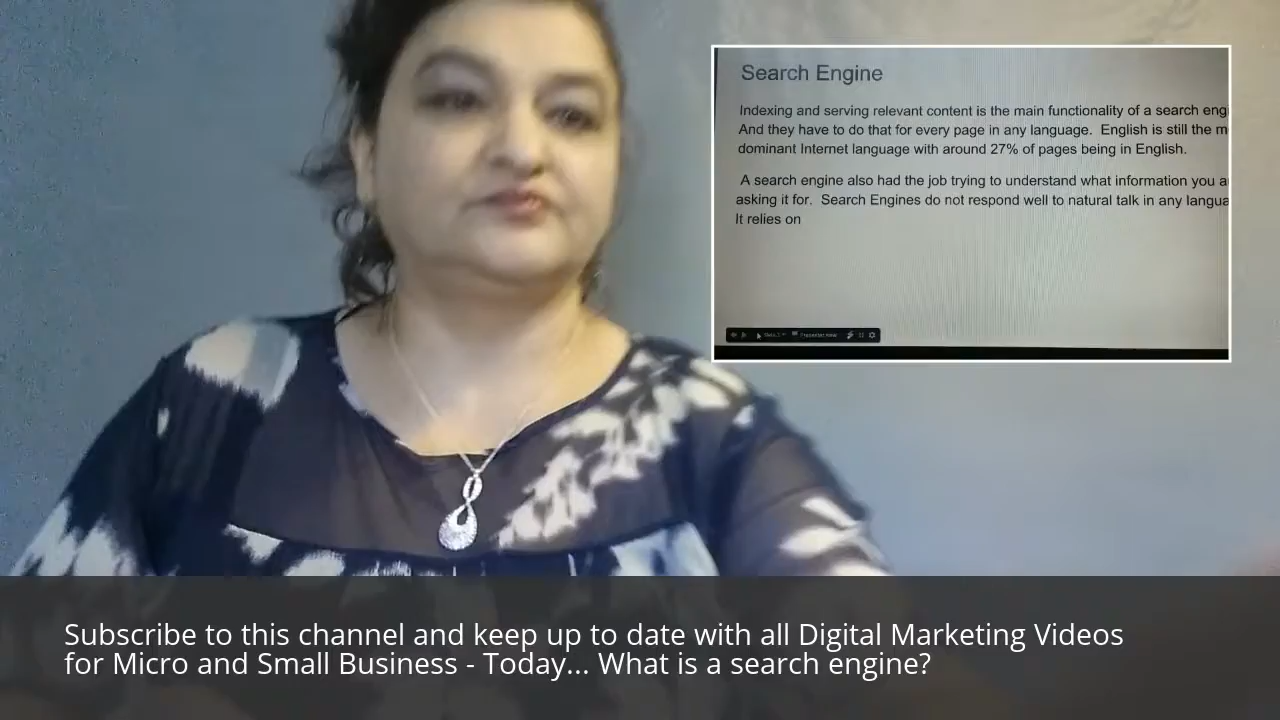 Search Engine
Indexing and serving relevant content is the main functionality of a search eng
And they have to do that for every page in any language. English is still the m
dominant Internet language with around 27% of pages being in English.
A search engine also had the job trying to understand what information you a
asking it for. Search Engines do not respond well to natural talk in any langua
It relies on
Subscribe to this channel and keep up to date with all Digital Marketing Videos
for Micro and Small Business - Today... What is a search engine?